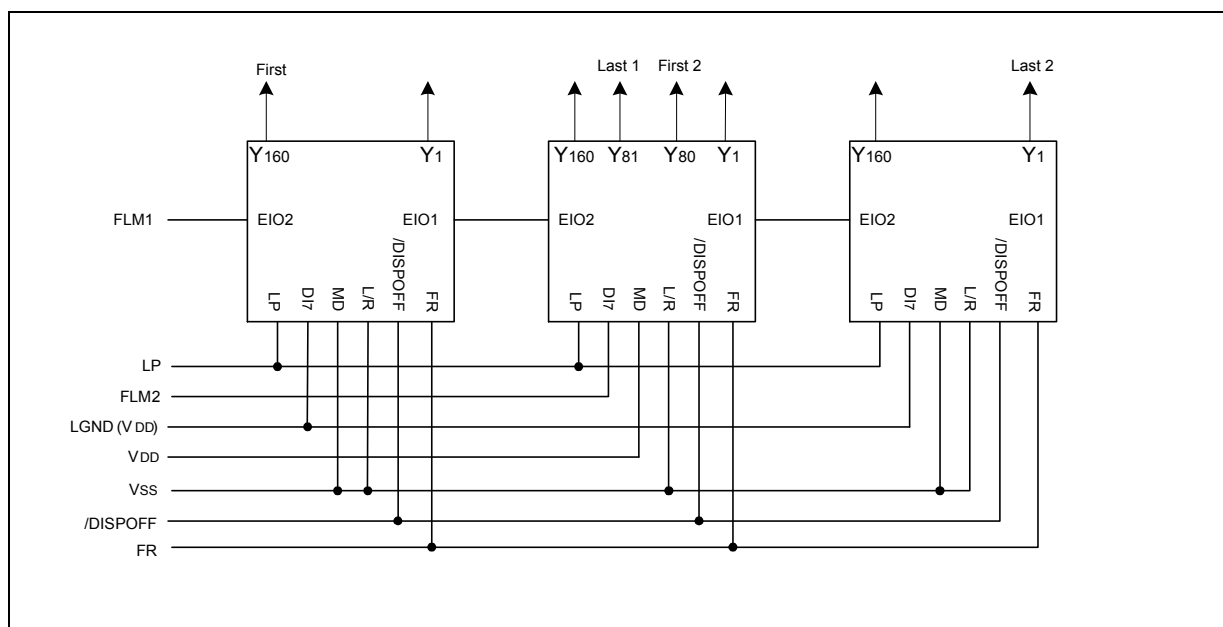 First Last 1 First 2 Last 2
Y160 Y1 Y160 Y81 Y80 Y1 Y160 Y1
FLM1 EIO2 EIO1 EIO2 EIO1 EIO2 EIO1
LP DI7 MD L/R /DISPOFF FR LP DI7 MD L/R /DISPOFF FR LP DI7 MD L/R /DISPOFF FR
LP
FLM2
LGND (VDD)
VDD
VSS
/DISPOFF
FR